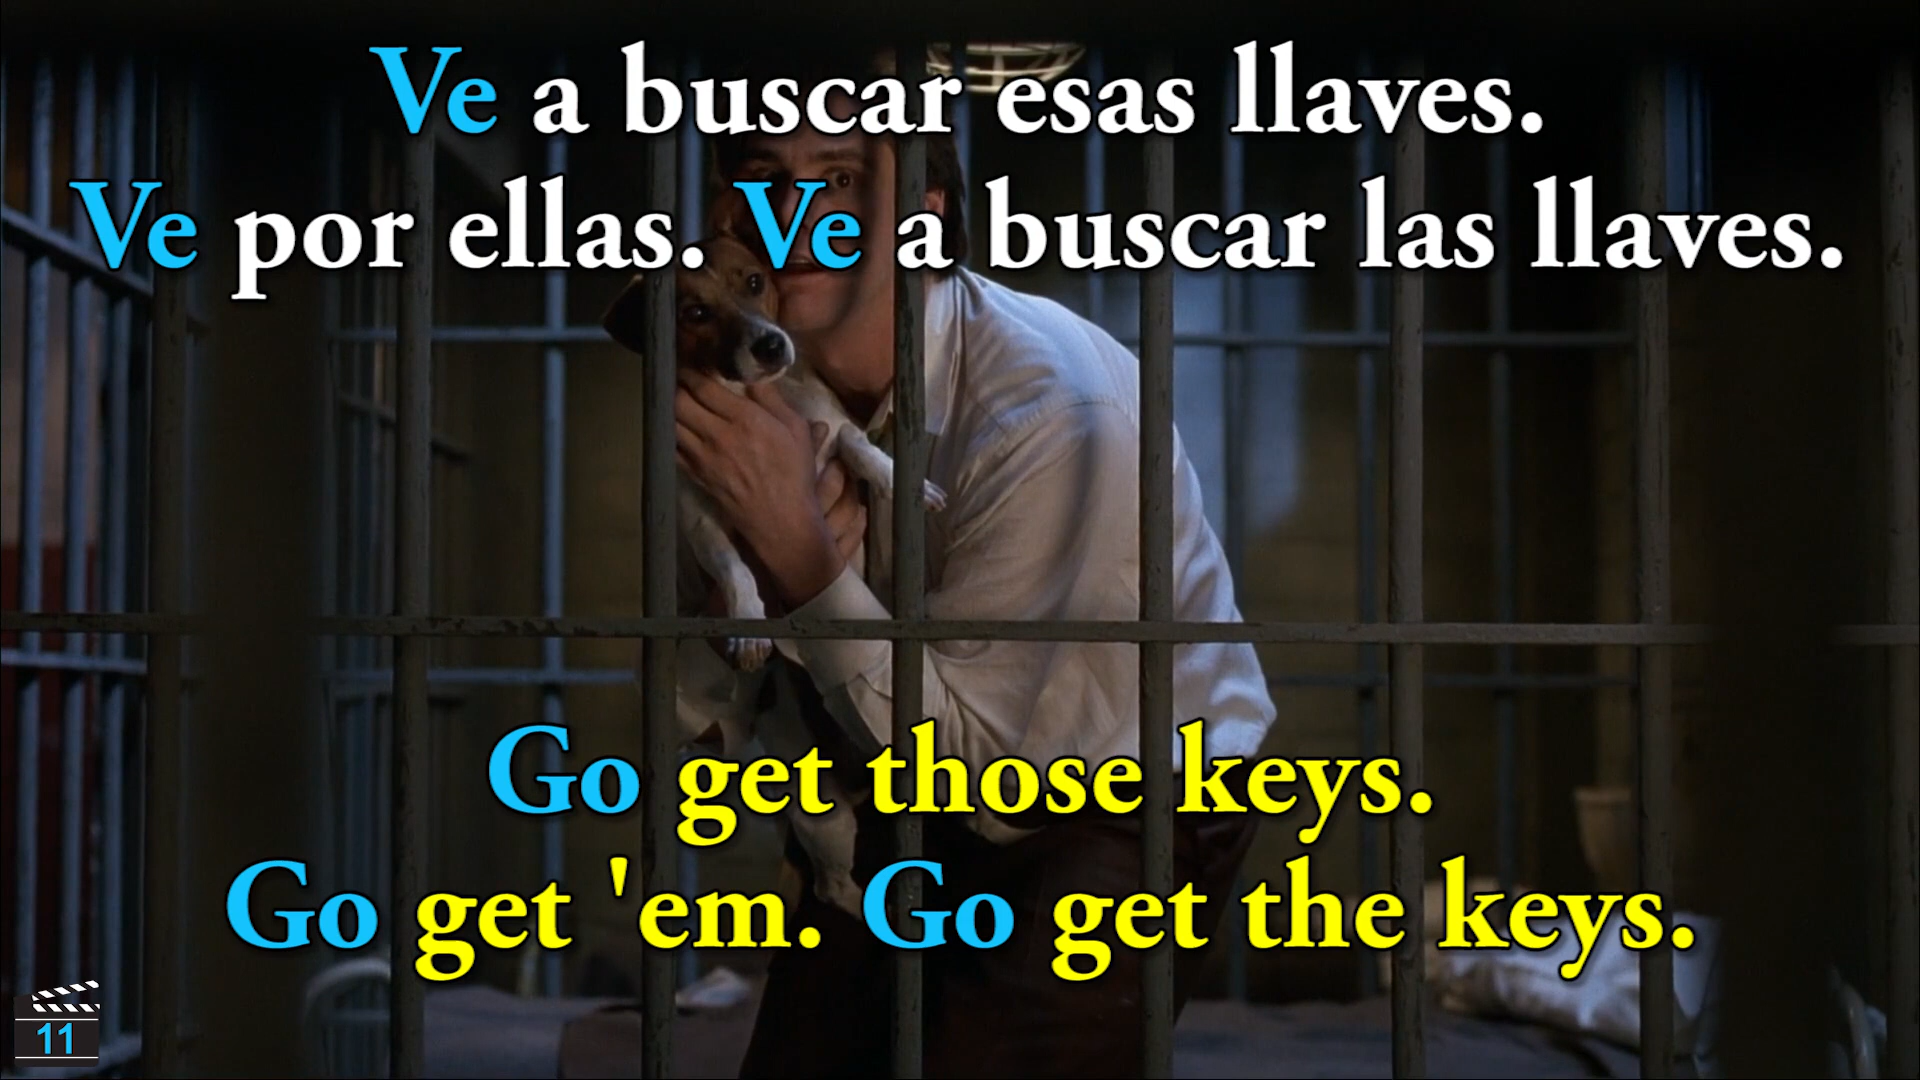 Ve a buscar esas llaves.
Ve por ellas. Ve a buscar las llaves.
Go get those keys.
Go get 'em. Go get the keys.
11